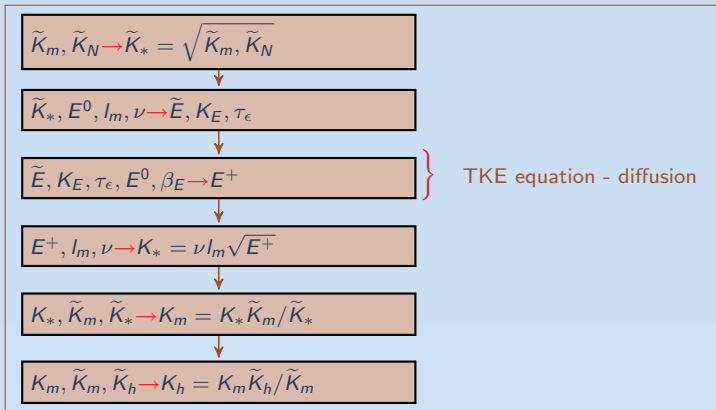 K̃_m, K̃_N→K̃_* = √(K̃_m, K̃_N)
K̃_*, E^0, l_m, ν→Ẽ, K_E, τ_ϵ
Ẽ, K_E, τ_ϵ, E^0, β_E→E^+ } TKE equation - diffusion
E^+, l_m, ν→K_* = ν l_m √(E^+)
K_*, K̃_m, K̃_*→K_m = K_* K̃_m/K̃_*
K_m, K̃_m, K̃_h→K_h = K_m K̃_h/K̃_m